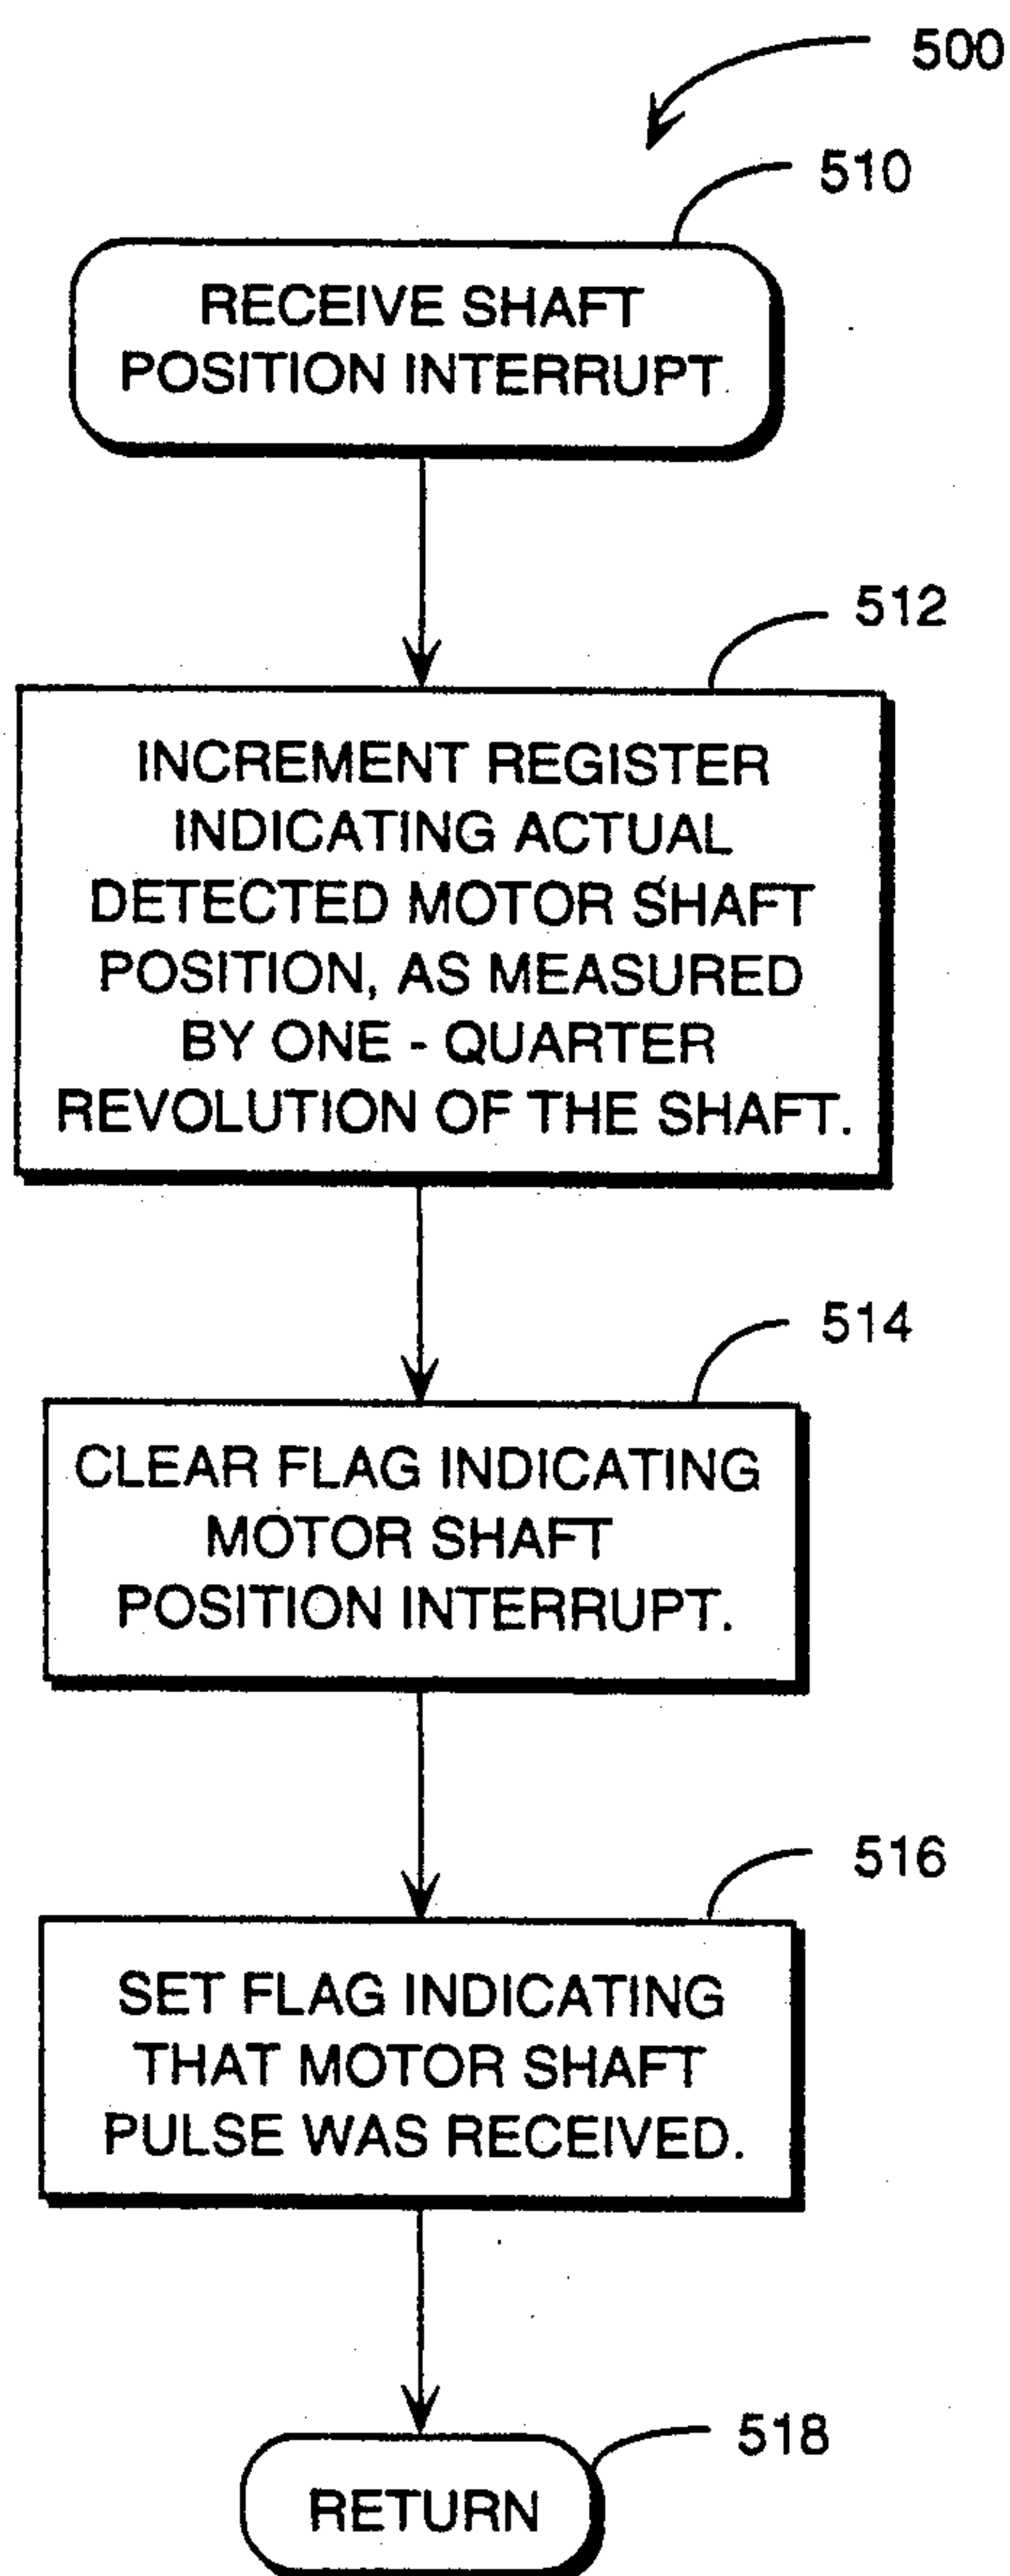 500
510
RECEIVE SHAFT
POSITION INTERRUPT
512
INCREMENT REGISTER
INDICATING ACTUAL
DETECTED MOTOR SHAFT
POSITION, AS MEASURED
BY ONE - QUARTER
REVOLUTION OF THE SHAFT.
514
CLEAR FLAG INDICATING
MOTOR SHAFT
POSITION INTERRUPT.
516
SET FLAG INDICATING
THAT MOTOR SHAFT
PULSE WAS RECEIVED.
518
RETURN